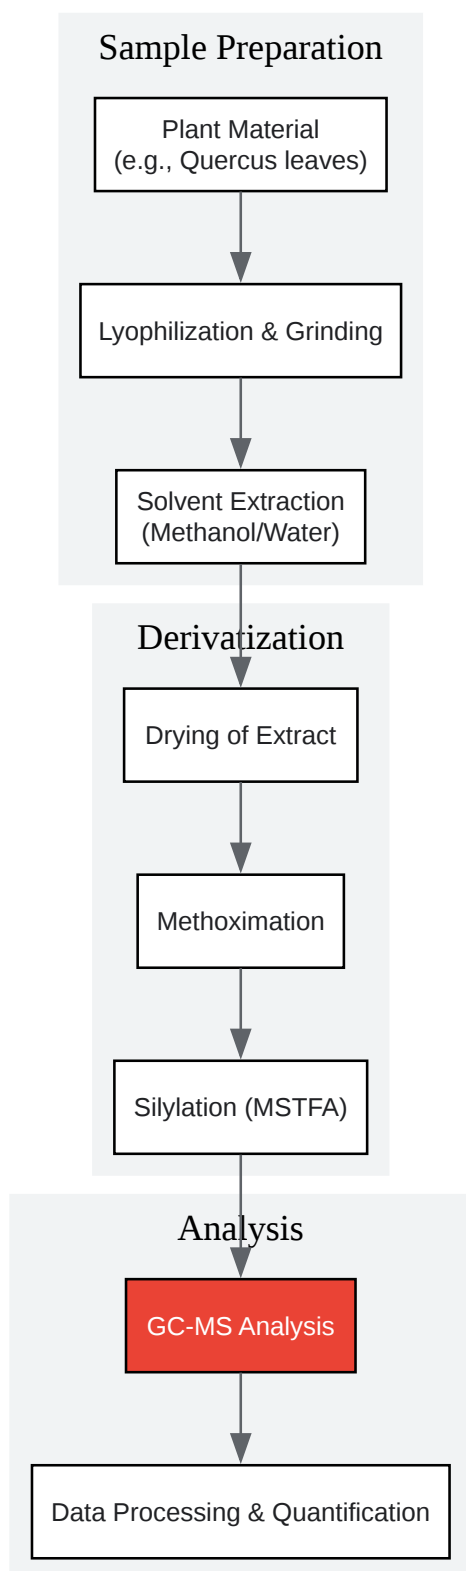 Sample Preparation
Plant Material
(e.g., Quercus leaves)
Lyophilization & Grinding
Solvent Extraction
(Methanol/Water)
Derivatization
Drying of Extract
Methoximation
Silylation (MSTFA)
Analysis
GC-MS Analysis
Data Processing & Quantification